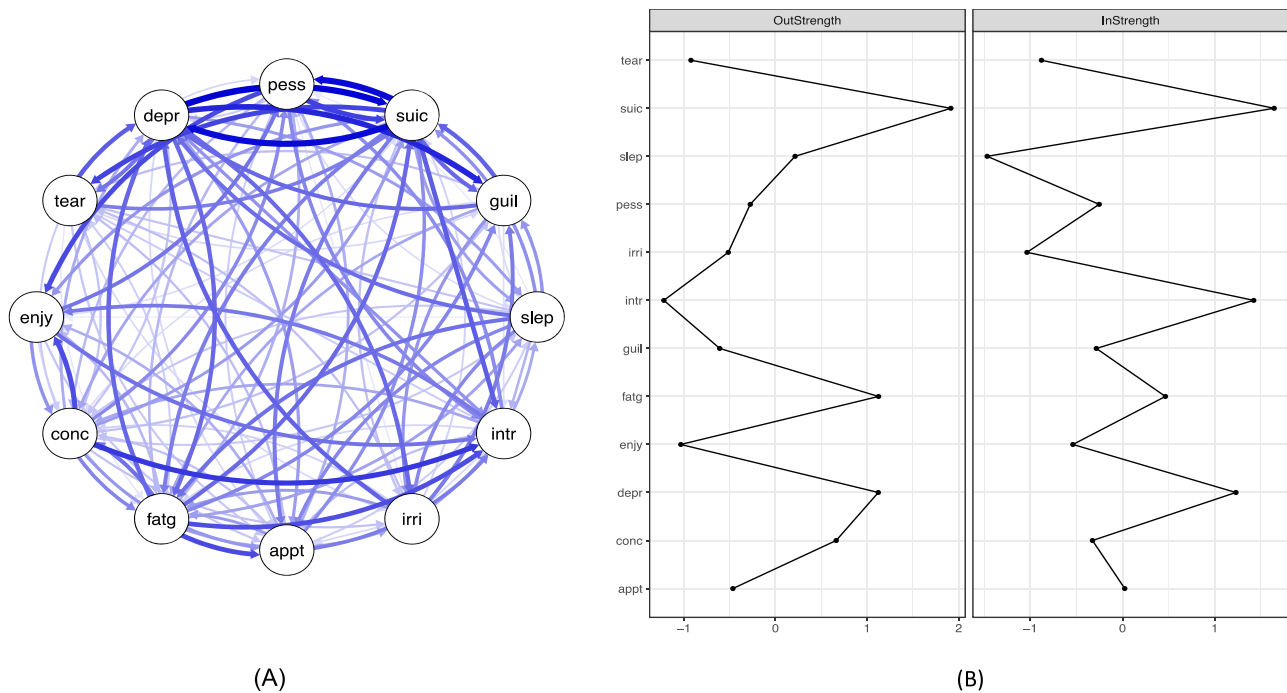 pess
depr
suic
tear
guil
enjy
slep
conc
intr
fatg
irri
appt
(A)
OutStrength
InStrength
tear
suic
slep
pess
irri
intr
guil
fatg
enjy
depr
conc
appt
−1 0 1 2
−1 0 1
(B)